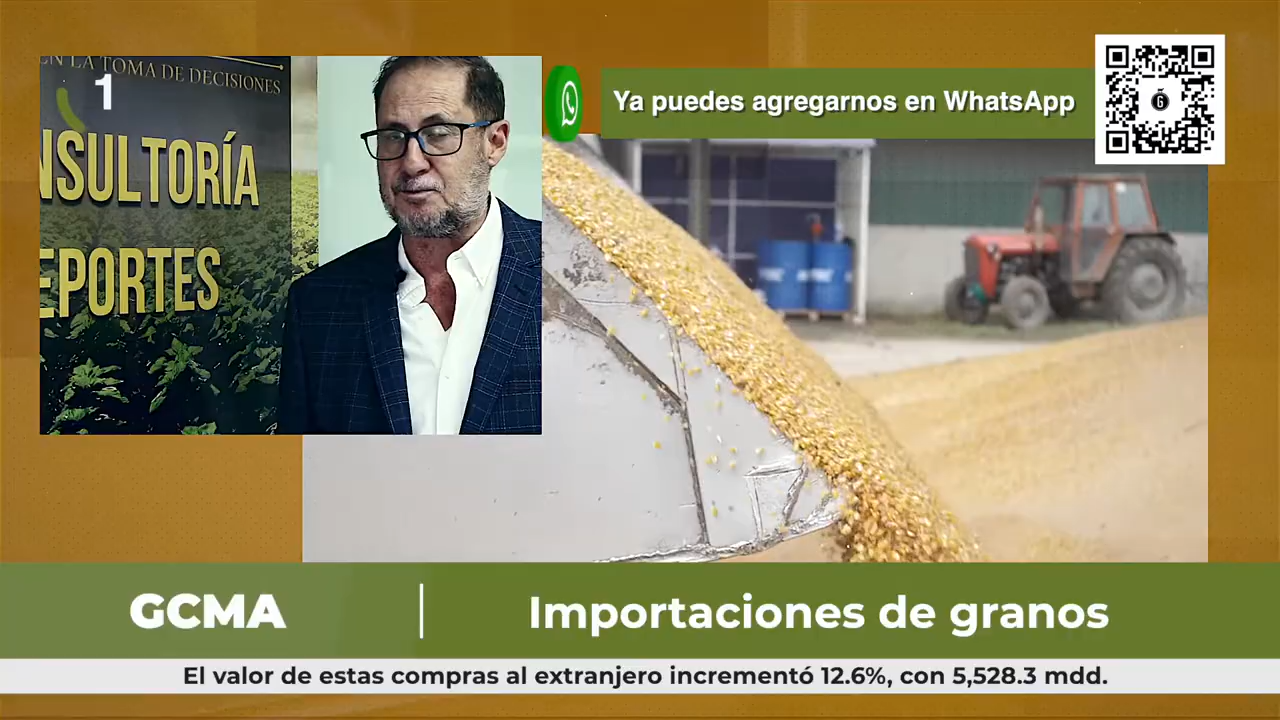 EN LA TOMA DE DECISIONES
1
NSULTORÍA
EPORTES
Ya puedes agregarnos en WhatsApp
G
GCMA
Importaciones de granos
El valor de estas compras al extranjero incrementó 12.6%, con 5,528.3 mdd.